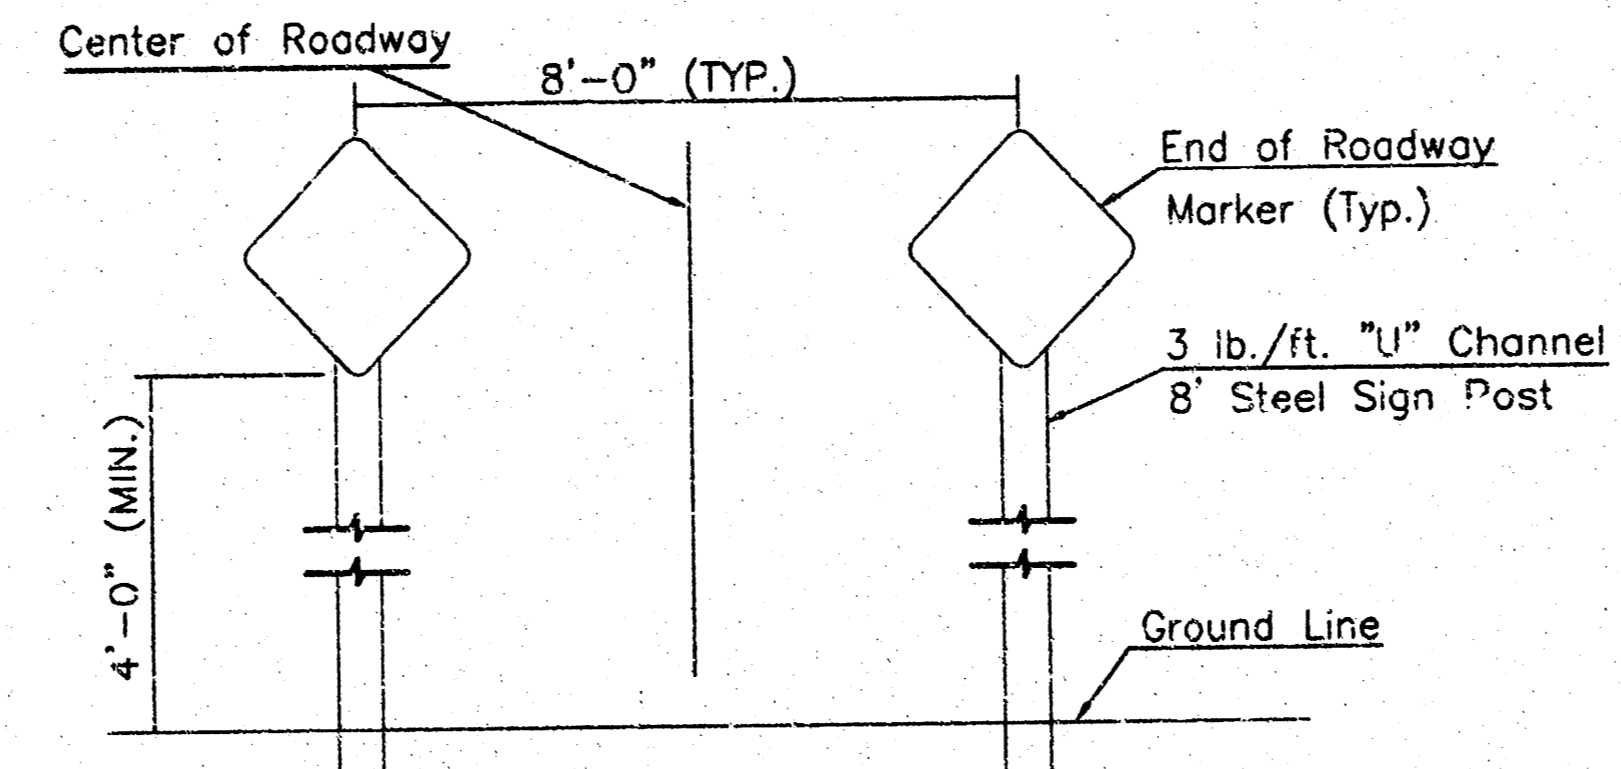 Center of Roadway
8'-0" (TYP.)
End of Roadway
Marker (Typ.)
3 lb./ft. "U" Channel
8' Steel Sign Post
4'-0" (MIN.)
Ground Line